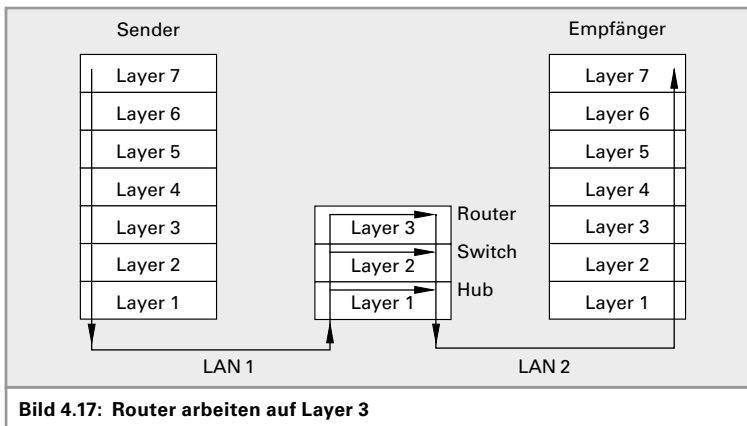 Sender
Layer 7
Layer 6
Layer 5
Layer 4
Layer 3
Layer 2
Layer 1
Layer 3
Layer 2
Layer 1
Router
Switch
Hub
Empfänger
Layer 7
Layer 6
Layer 5
Layer 4
Layer 3
Layer 2
Layer 1
LAN 1
LAN 2
Bild 4.17: Router arbeiten auf Layer 3